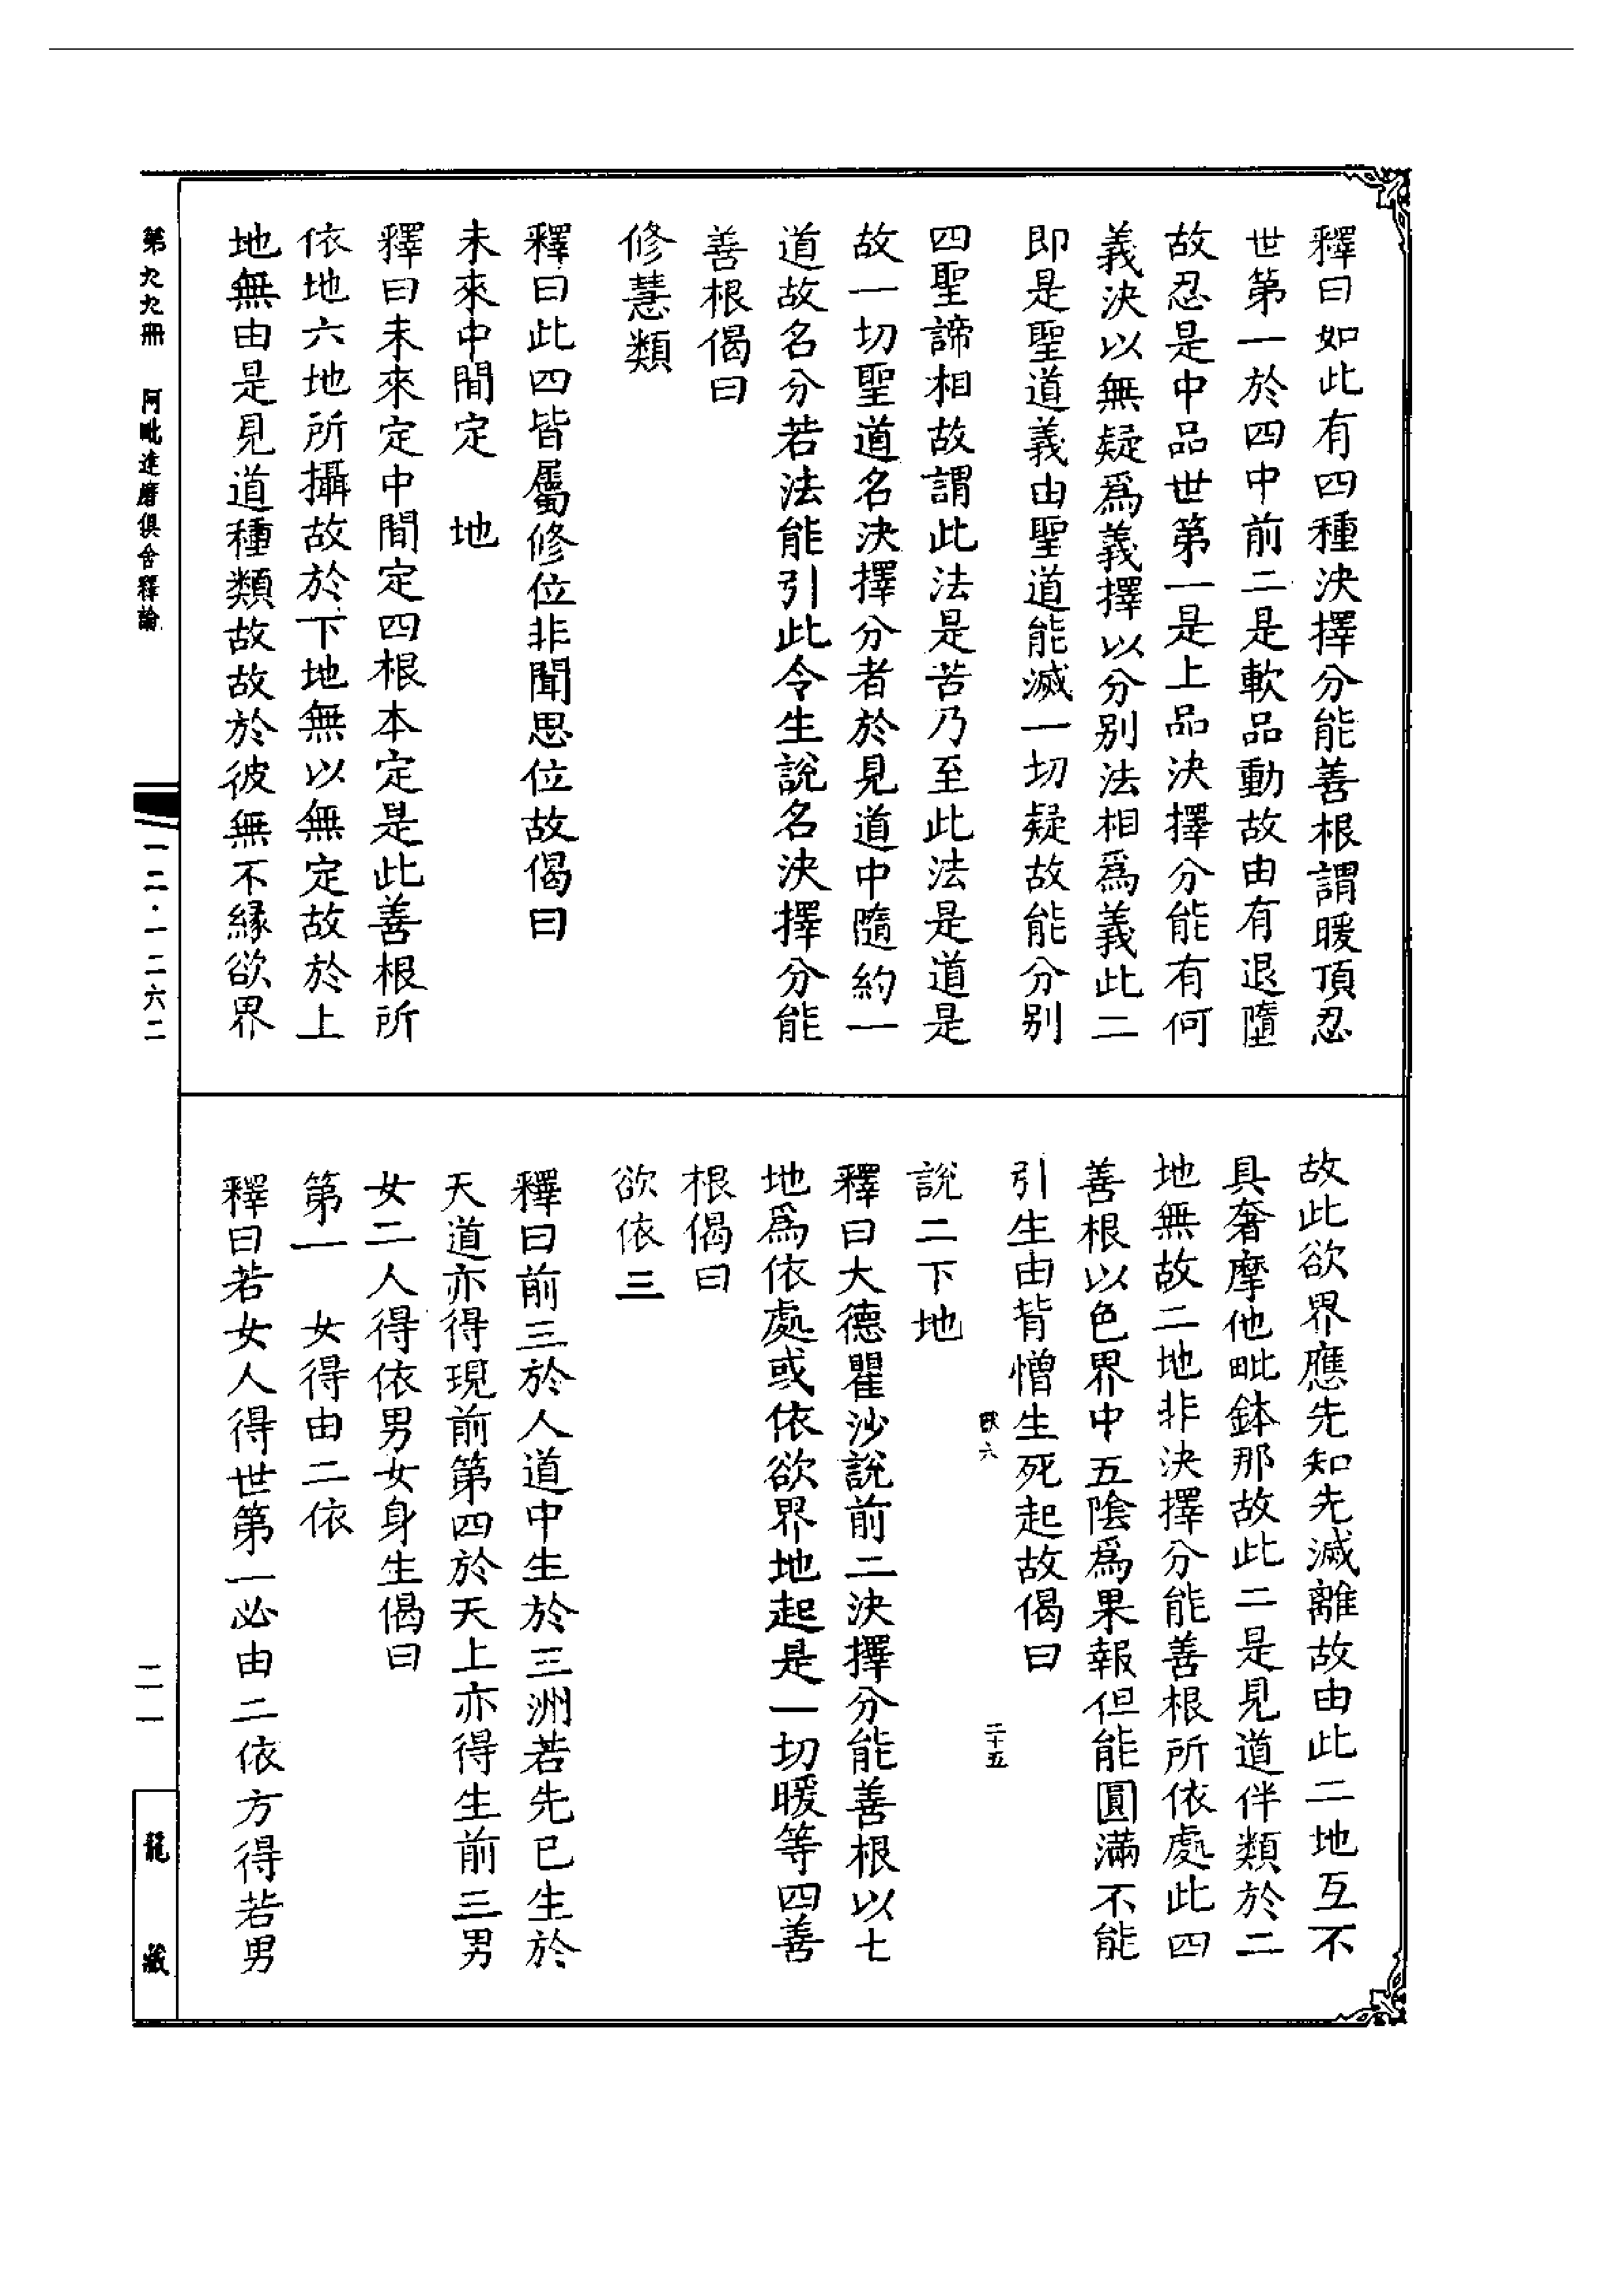 釋曰如此有四種決擇分能善根謂暖頂忍
世第一於四中前二是軟品動故由有退墮
故忍是中品世第一是上品決擇分能有何
義決以無疑爲義擇以分别法相爲義此二
即是聖道義由聖道能滅一切疑故能分别
四聖諦相故謂此法是苦乃至此法是道是
故一切聖道名決擇分者於見道中隨約一
道故名分若法能引此令生說名決擇分能
善根偈曰
修慧類
釋曰此四皆屬修位非聞思位故偈曰
未來中間定　地
釋曰未來定中間定四根本定是此善根所
依地六地所攝故於下地無以無定故於上
地無由是見道種類故故於彼無不緣欲界
故此欲界應先知先滅離故由此二地互不
具奢摩他毗鉢那故此二是見道伴類於二
地無故二地非決擇分能善根所依處此四
善根以色界中五陰爲果報但能圓滿不能
引生由背憎生死起故偈曰
二十五
說二下地
釋曰大德瞿沙說前二決擇分能善根以七
地爲依處或依欲界地起是一切暖等四善
根偈曰
欲依三
釋曰前三於人道中生於三洲若先已生於
天道亦得現前第四於天上亦得生前三男
女二人得依男女身生偈曰
第一　女得由二依
釋曰若女人得世第一必由二依方得若男
第九九冊　阿毗達磨俱舍釋論
一二·一二六二
二一
龍藏